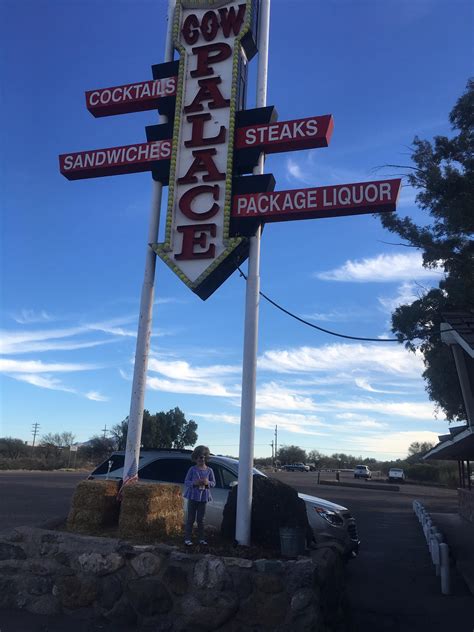 COW
PALACE
COCKTAILS
STEAKS
SANDWICHES
PACKAGE LIQUOR